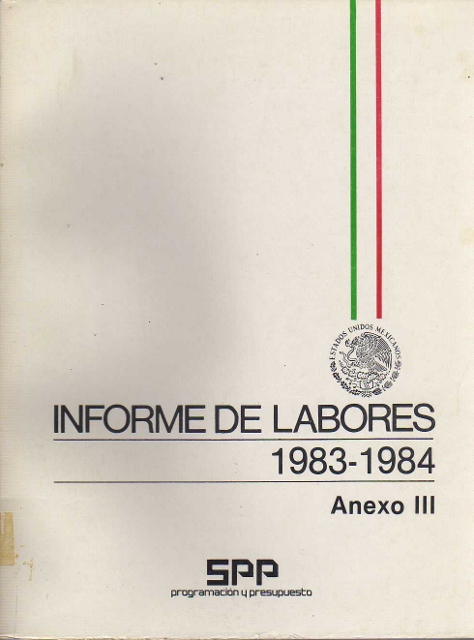 ESTADOS UNIDOS MEXICANOS
INFORME DE LABORES
1983-1984
Anexo III
SPP
programación y presupuesto